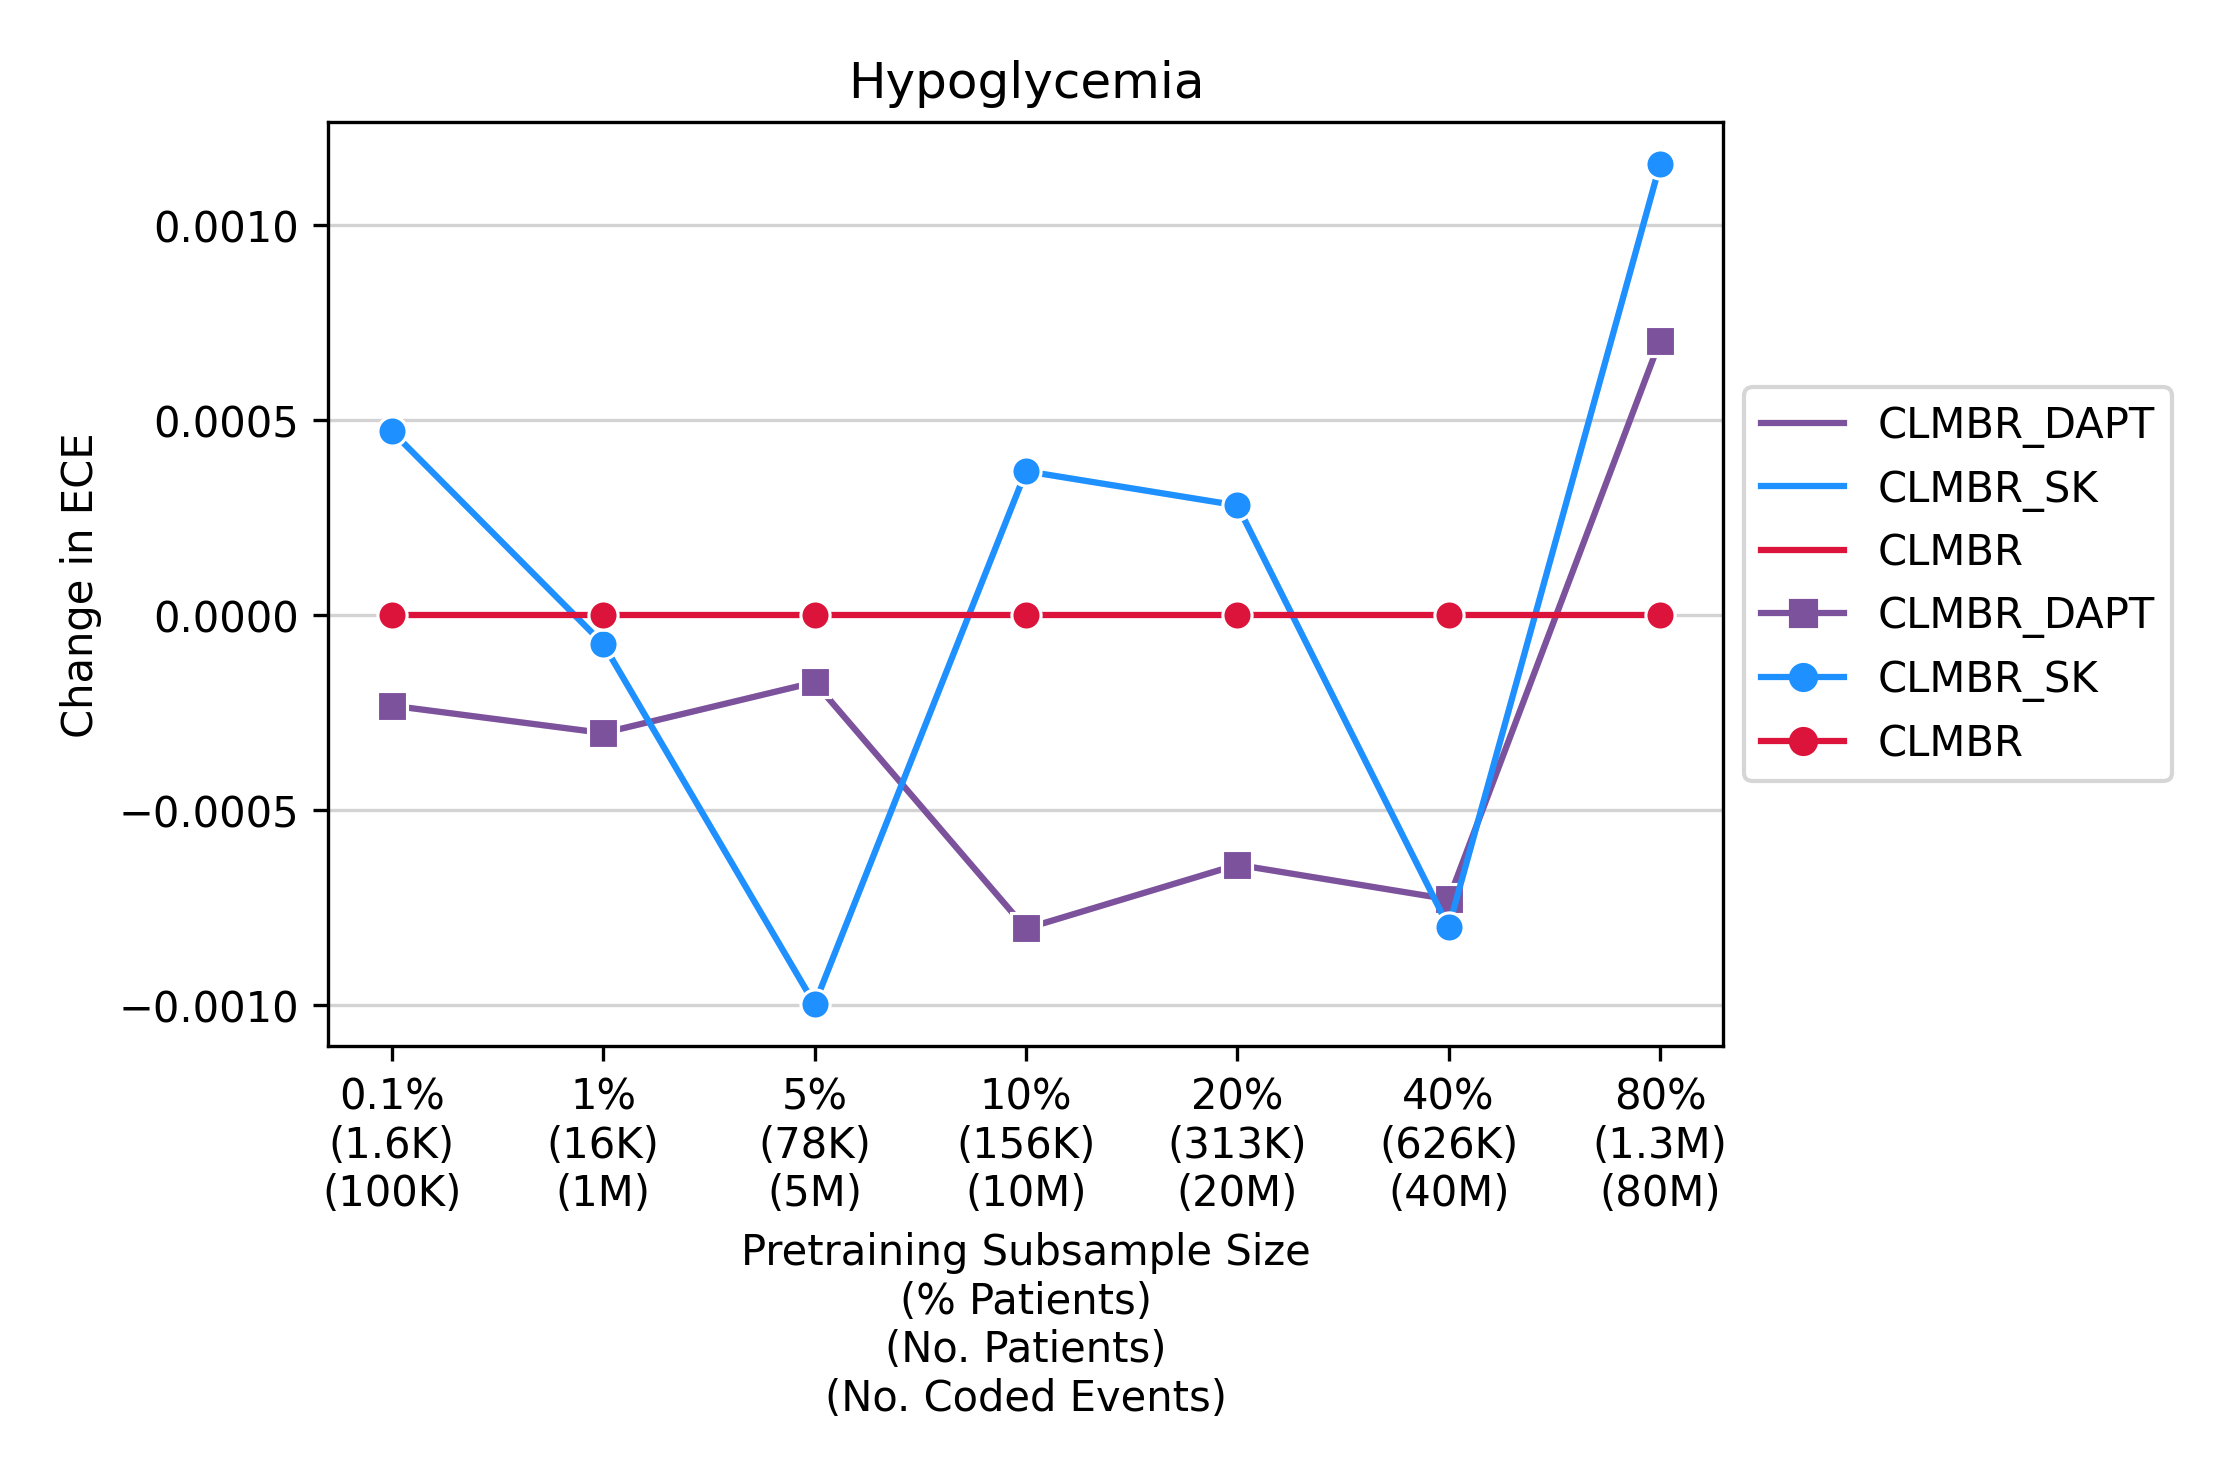 Hypoglycemia
Change in ECE
0.0010
0.0005
0.0000
−0.0005
−0.0010
0.1% 1% 5% 10% 20% 40% 80%
(1.6K) (16K) (78K) (156K) (313K) (626K) (1.3M)
(100K) (1M) (5M) (10M) (20M) (40M) (80M)
Pretraining Subsample Size
(% Patients)
(No. Patients)
(No. Coded Events)
CLMBR_DAPT
CLMBR_SK
CLMBR
CLMBR_DAPT
CLMBR_SK
CLMBR